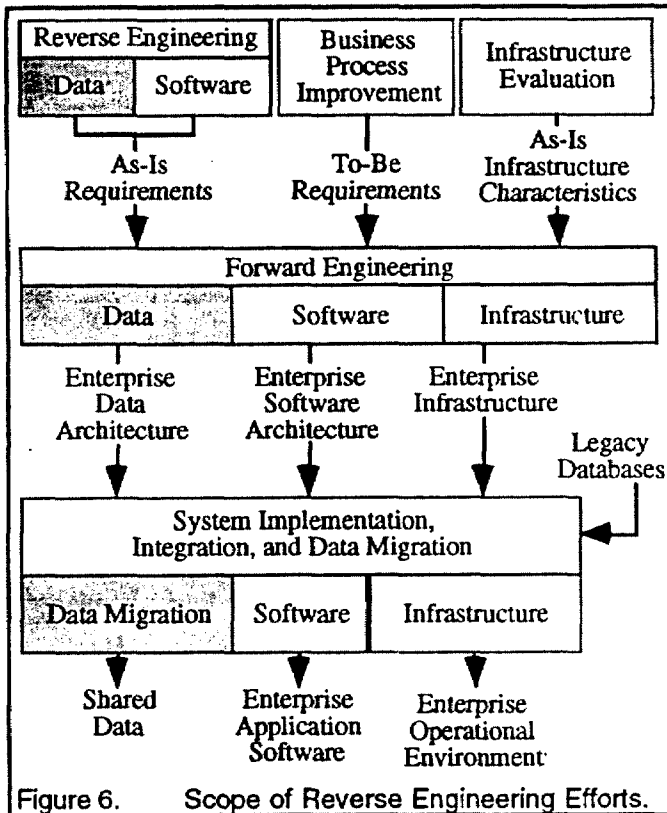 Reverse Engineering
Data
Software
Business
Process
Improvement
Infrastructure
Evaluation
As-Is
Requirements
To-Be
Requirements
As-Is
Infrastructure
Characteristics
Forward Engineering
Data
Software
Infrastructure
Enterprise
Data
Architecture
Enterprise
Software
Architecture
Enterprise
Infrastructure
Legacy
Databases
System Implementation,
Integration, and Data Migration
Data Migration
Software
Infrastructure
Shared
Data
Enterprise
Application
Software
Enterprise
Operational
Environment
Figure 6. Scope of Reverse Engineering Efforts.